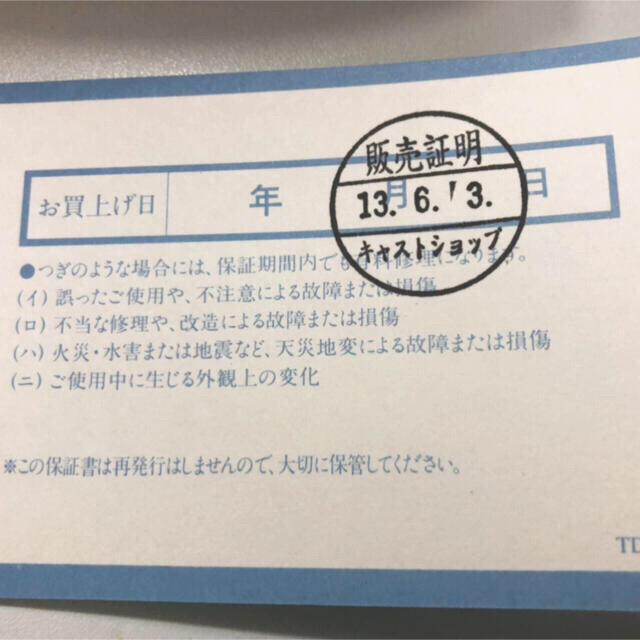 販売証明
13. 6. 13.
キャストショップ
お買上げ日 年 月 日
●つぎのような場合には、保証期間内でも有料修理になります。
(イ) 誤ったご使用や、不注意による故障または損傷
(ロ) 不当な修理や、改造による故障または損傷
(ハ) 火災・水害または地震など、天災地変による故障または損傷
(ニ) ご使用中に生じる外観上の変化
※この保証書は再発行はしませんので、大切に保管してください。
TD